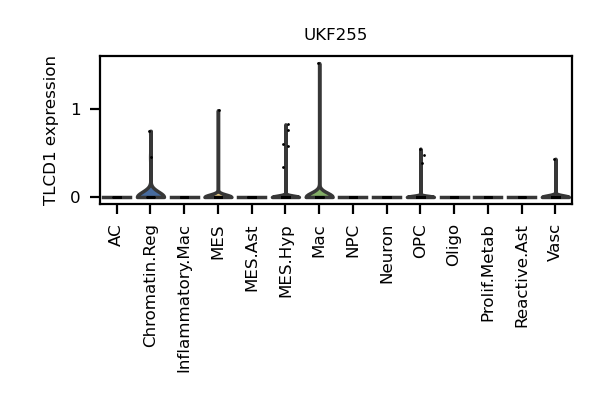 UKF255
TLCD1 expression
1
0
AC
Chromatin.Reg
Inflammatory.Mac
MES
MES.Ast
MES.Hyp
Mac
NPC
Neuron
OPC
Oligo
Prolif.Metab
Reactive.Ast
Vasc